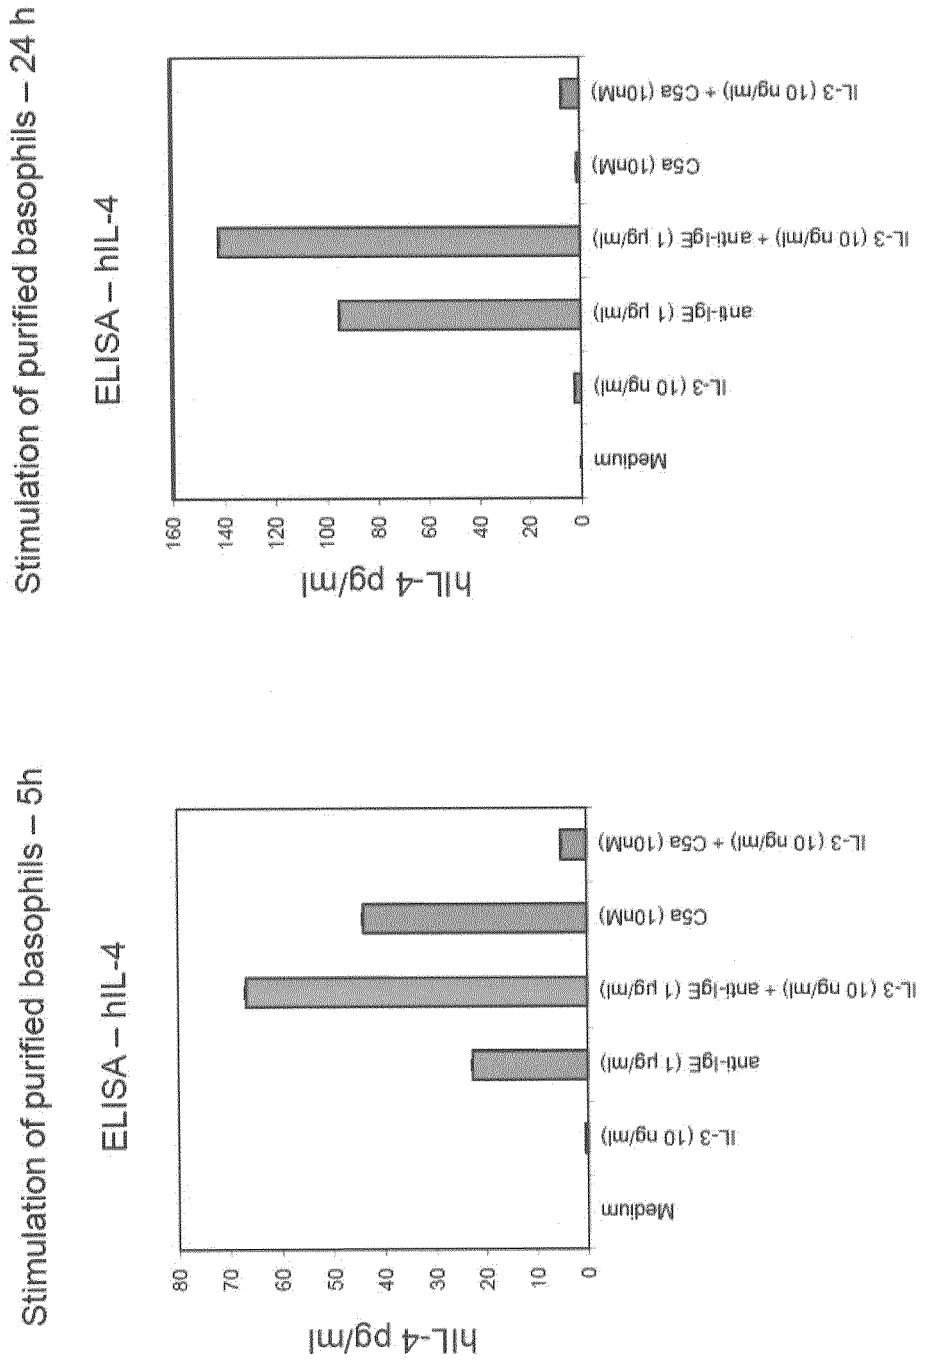 Stimulation of purified basophils – 5h
ELISA – hIL-4
hIL-4 pg/ml
80
70
60
50
40
30
20
10
0
Medium
IL-3 (10 ng/ml)
anti-IgE (1 µg/ml)
IL-3 (10 ng/ml) + anti-IgE (1 µg/ml)
C5a (10nM)
IL-3 (10 ng/ml) + C5a (10nM)
Stimulation of purified basophils – 24 h
ELISA – hIL-4
hIL-4 pg/ml
160
140
120
100
80
60
40
20
0
Medium
IL-3 (10 ng/ml)
anti-IgE (1 µg/ml)
IL-3 (10 ng/ml) + anti-IgE (1 µg/ml)
C5a (10nM)
IL-3 (10 ng/ml) + C5a (10nM)